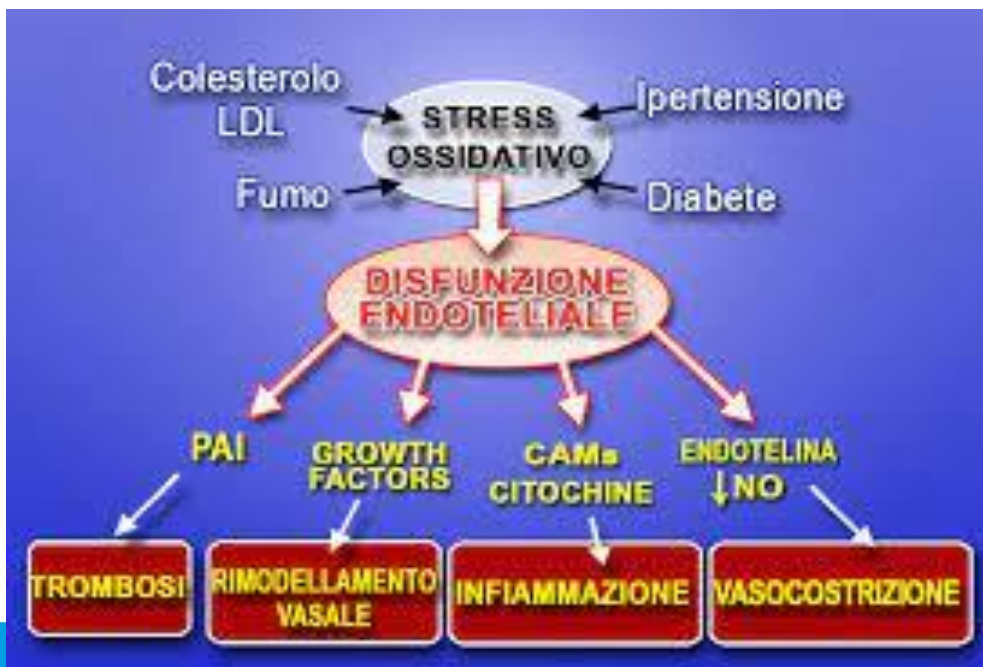 Colesterolo
LDL
Ipertensione
STRESS
OSSIDATIVO
Fumo
Diabete
DISFUNZIONE
ENDOTELIALE
PAI
GROWTH
FACTORS
CAMs
CITOCHINE
ENDOTELINA
↓NO
TROMBOSI
RIMODELLAMENTO
VASALE
INFIAMMAZIONE
VASOCOSTRIZIONE